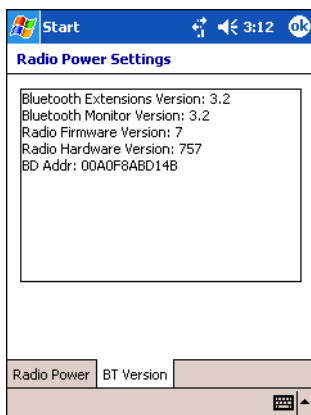 Start 3:12 ok
Radio Power Settings
Bluetooth Extensions Version: 3.2
Bluetooth Monitor Version: 3.2
Radio Firmware Version: 7
Radio Hardware Version: 757
BD Addr: 00A0F8ABD14B
Radio Power BT Version